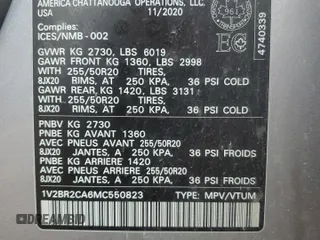 AMERICA CHATTANOOGA OPERATIONS, LLC
US 11/2020
Complies:
ICES/NMB-002
GVWR KG 2730, LBS 6019
GAWR FRONT KG 1360, LBS 2998
WITH 255/50R20 TIRES,
8JX20 RIMS, AT 250 KPA, 36 PSI COLD
GAWR REAR, KG 1420, LBS 3131
WITH 255/50R20 TIRES,
8JX20 RIMS, AT 250 KPA, 36 PSI COLD
PNBV KG 2730
PNBE KG AVANT 1360
AVEC PNEUS AVANT 255/50R20
8JX20 JANTES, A 250 KPA, 36 PSI FROIDS
PNBE KG ARRIERE 1420
AVEC PNEUS ARRIERE 255/50R20
8JX20 JANTES, A 250 KPA, 36 PSI FROIDS
1V2BR2CA6MC550823 TYPE: MPV/VTUM
4740339